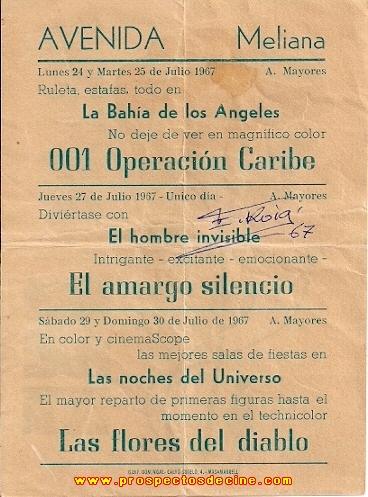 AVENIDA Meliana
Lunes 24 y Martes 25 de Julio 1967 A. Mayores
Ruleta, estafas, todo en
La Bahía de los Angeles
No deje de ver en magnífico color
001 Operación Caribe
Jueves 27 de Julio 1967 - Unico día - A. Mayores
Diviértase con
El hombre invisible
Intrigante - excitante - emocionante -
El amargo silencio
Sábado 29 y Domingo 30 de Julio de 1967 A. Mayores
En color y cinemaScope
las mejores salas de fiestas en
Las noches del Universo
El mayor reparto de primeras figuras hasta el
momento en el technicolor
Las flores del diablo
Roig
67
www.prospectosdecine.com